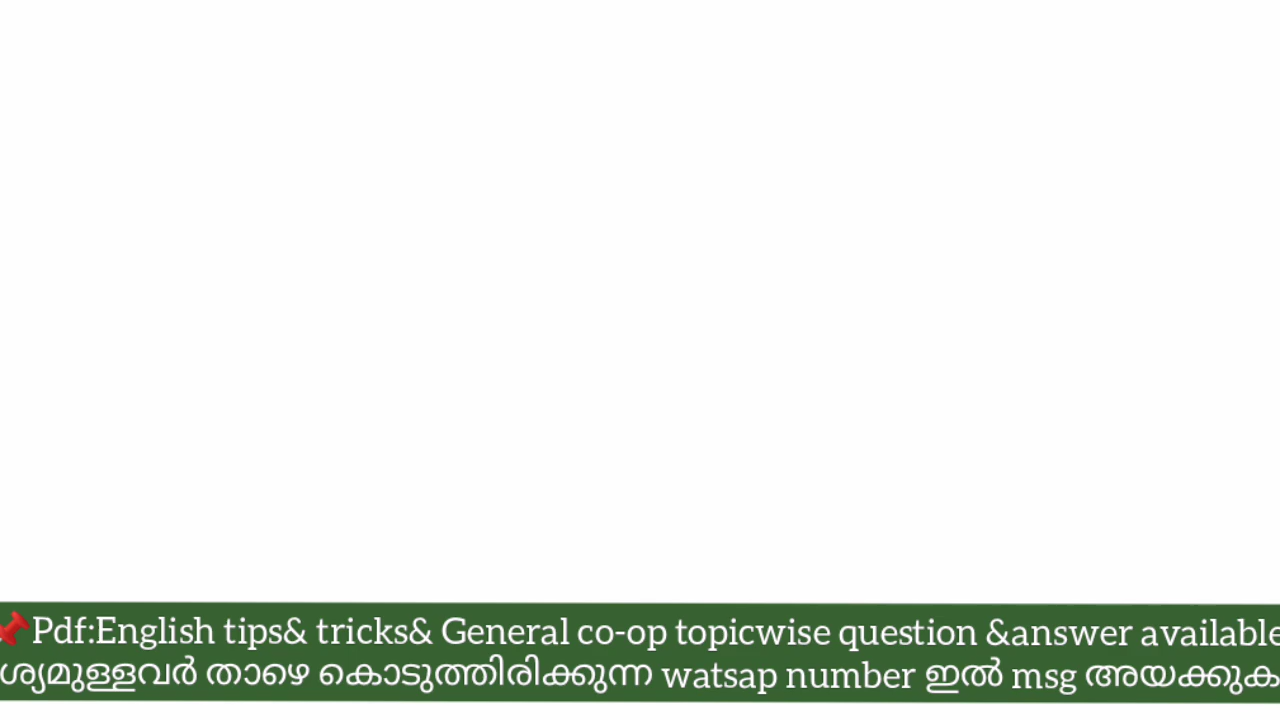 📌Pdf:English tips& tricks& General co-op topicwise question &answer available
ശ്യമുള്ളവർ താഴെ കൊടുത്തിരിക്കുന്ന watsap number ഇൽ msg അയക്കുക